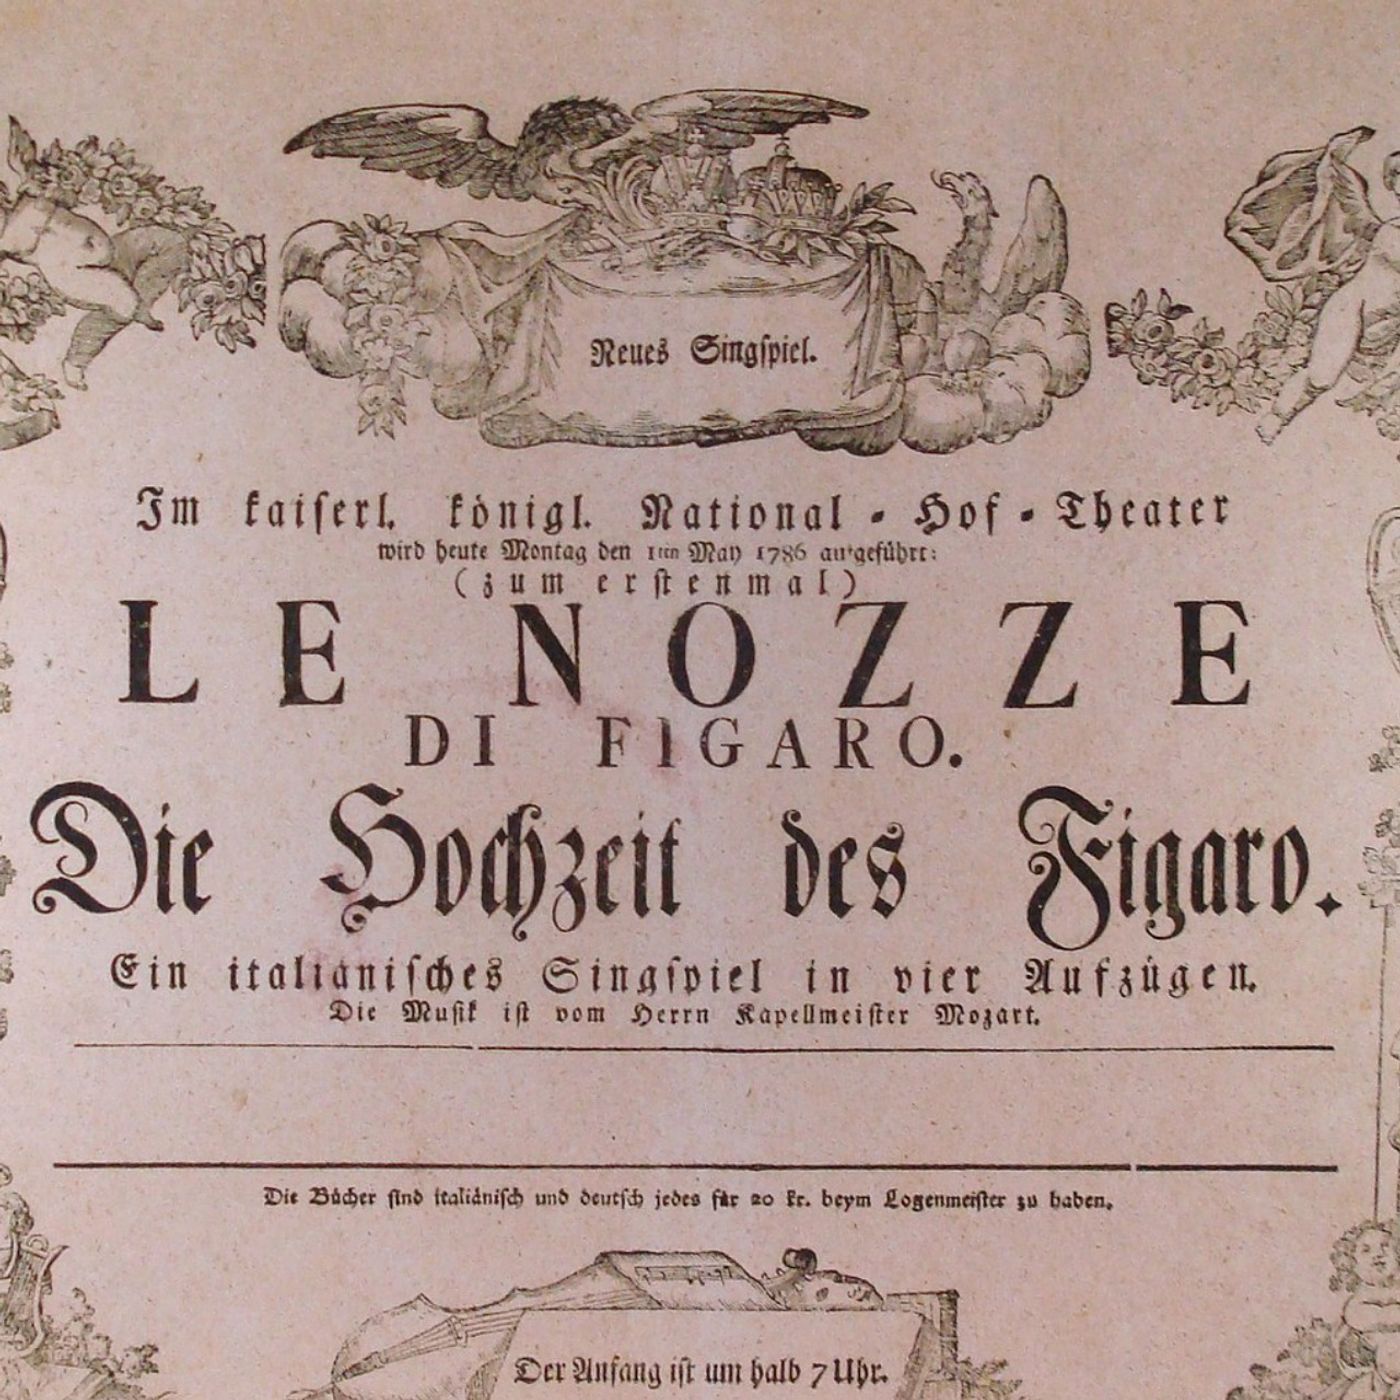 Neues Singſpiel.
Im kaiſerl. königl. National-Hof-Theater
wird heute Montag den 1ten May 1786 aufgeführt:
(zum erſtenmal)
LE NOZZE
DI FIGARO.
Die Hochzeit des Figaro.
Ein italiäniſches Singſpiel in vier Aufzügen.
Die Muſik iſt vom Herrn Kapellmeiſter Mozart.
Die Bücher ſind italiäniſch und deutſch jedes für 20 kr. beym Logenmeiſter zu haben.
Der Anfang iſt um halb 7 Uhr.